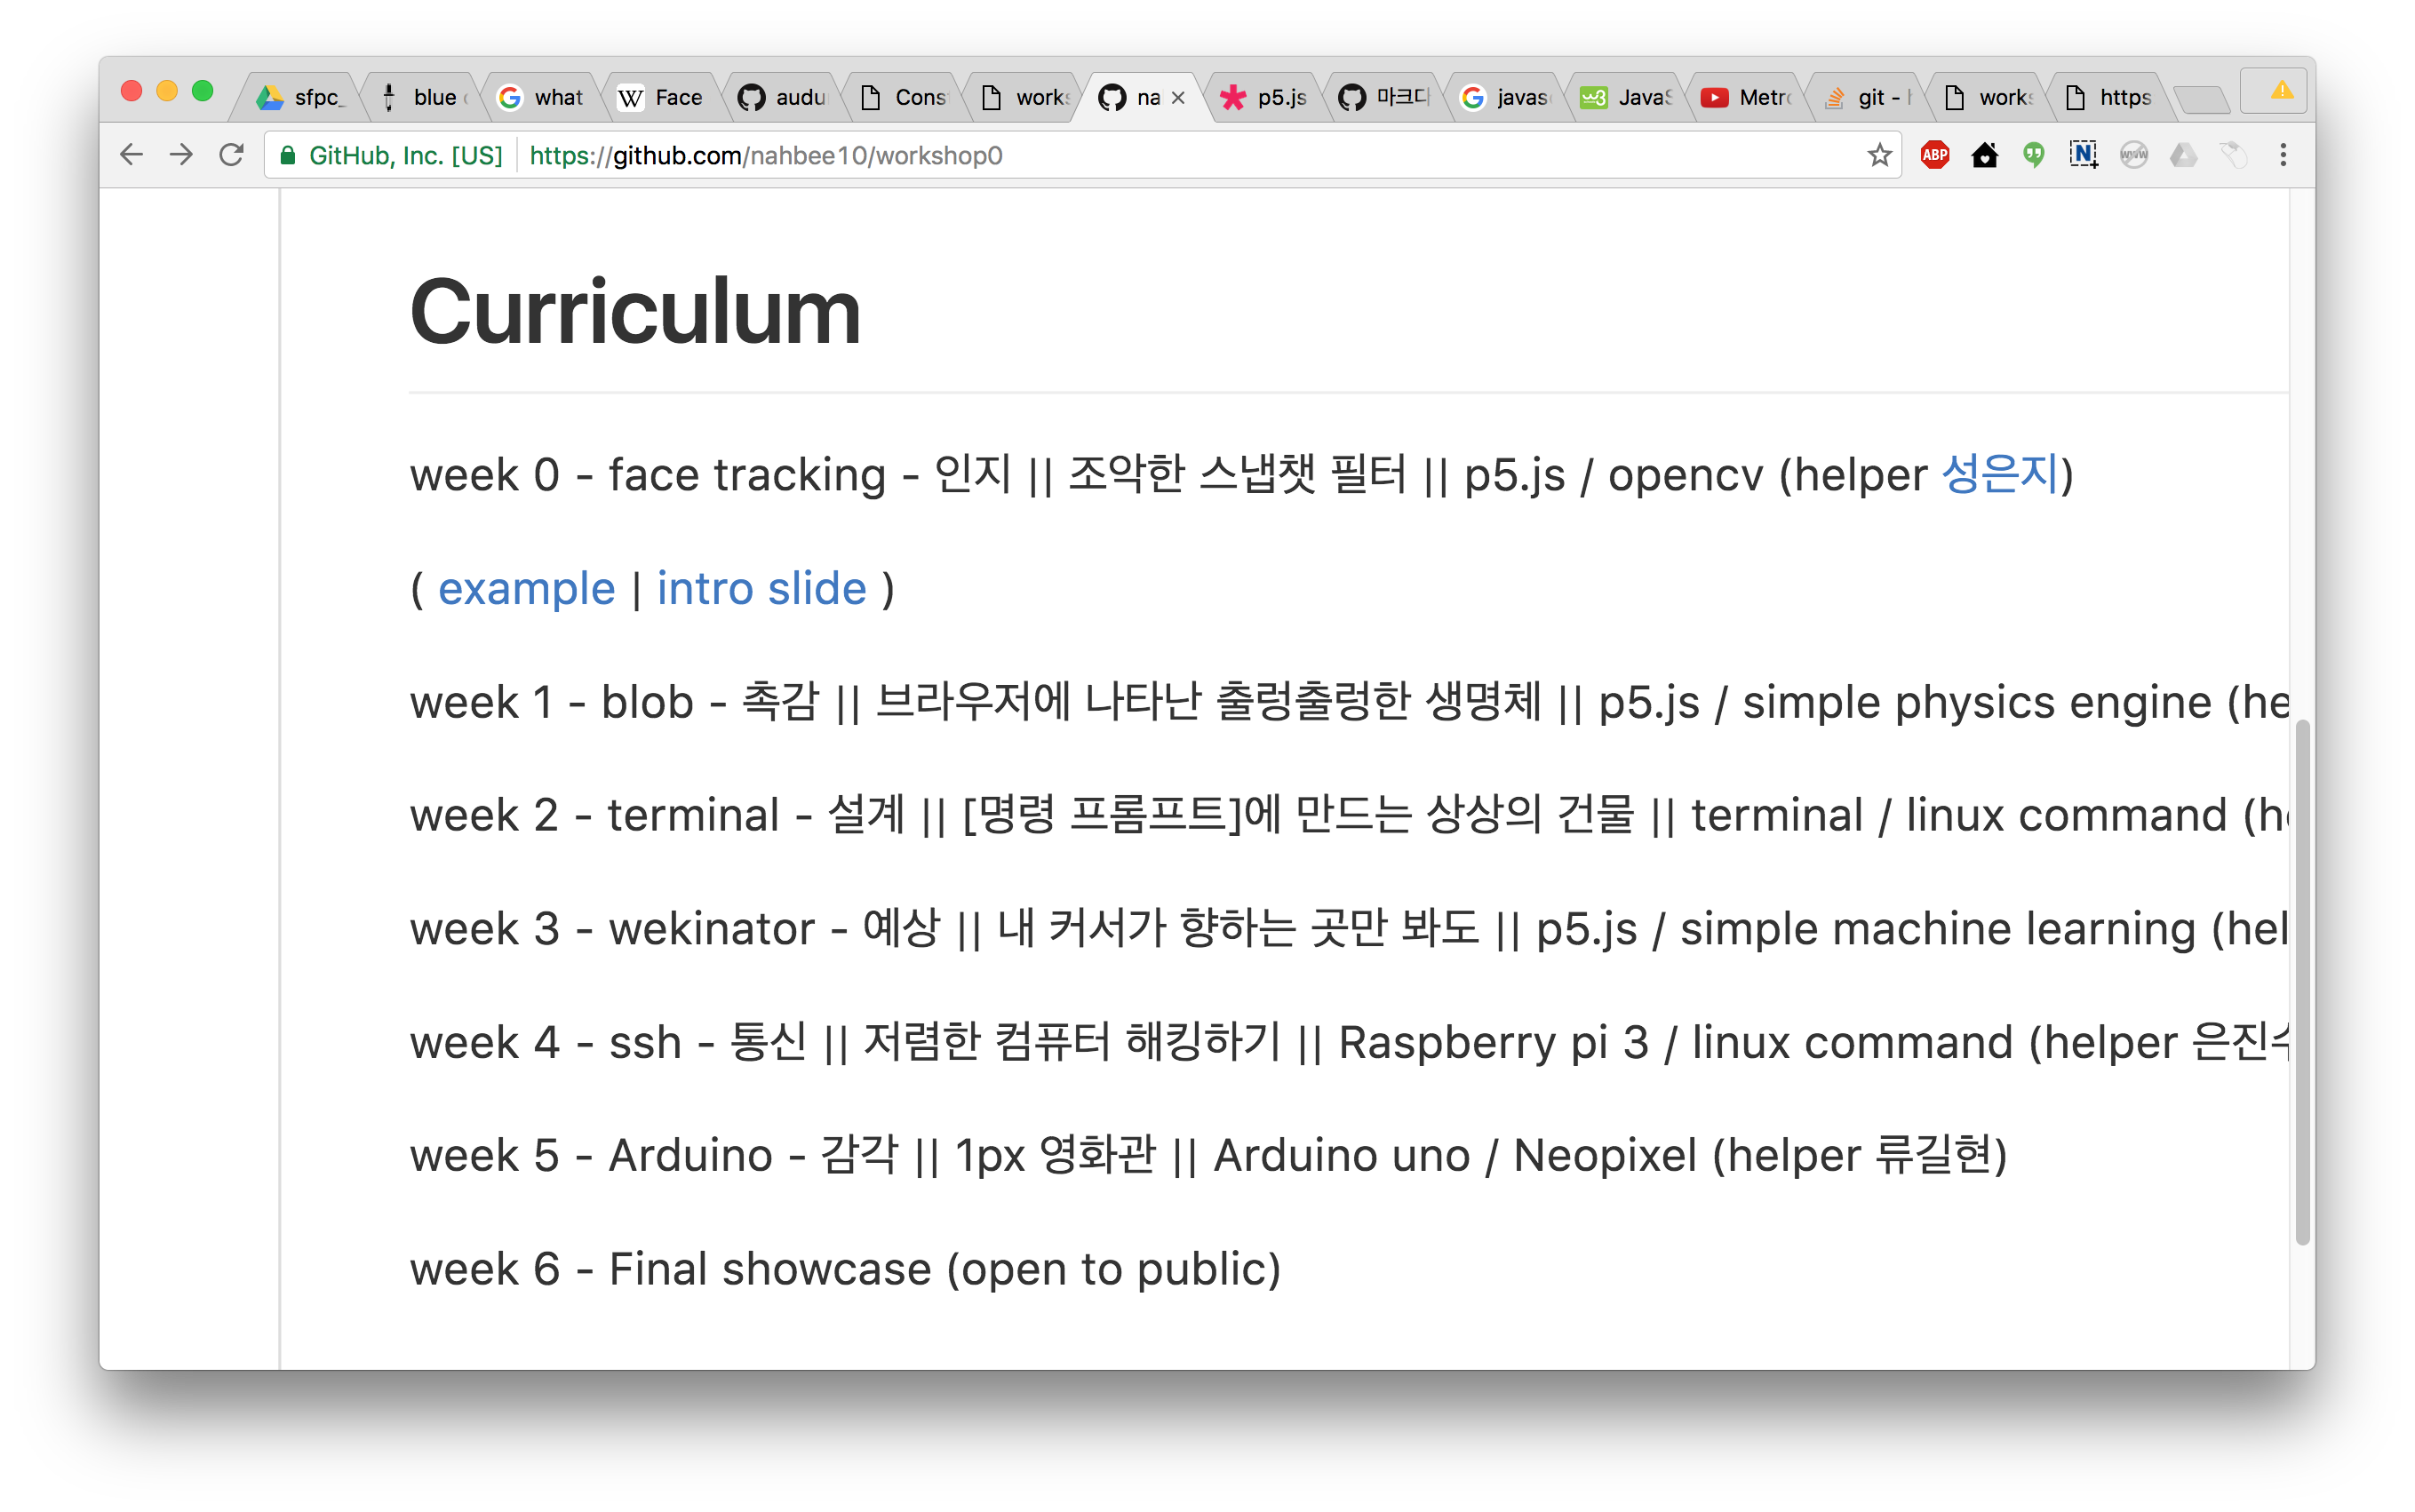 sfpc_
blue
what
W Face
audu
Cons
works
na
p5.js
마크다
javas
w3 JavaS
Metro
git -
works
https
GitHub, Inc. [US] https://github.com/nahbee10/workshop0
ABP
N
www
Curriculum
week 0 - face tracking - 인지 || 조악한 스냅챗 필터 || p5.js / opencv (helper 성은지)
( example | intro slide )
week 1 - blob - 촉감 || 브라우저에 나타난 출렁출렁한 생명체 || p5.js / simple physics engine (he
week 2 - terminal - 설계 || [명령 프롬프트]에 만드는 상상의 건물 || terminal / linux command (he
week 3 - wekinator - 예상 || 내 커서가 향하는 곳만 봐도 || p5.js / simple machine learning (hel
week 4 - ssh - 통신 || 저렴한 컴퓨터 해킹하기 || Raspberry pi 3 / linux command (helper 은진수
week 5 - Arduino - 감각 || 1px 영화관 || Arduino uno / Neopixel (helper 류길현)
week 6 - Final showcase (open to public)